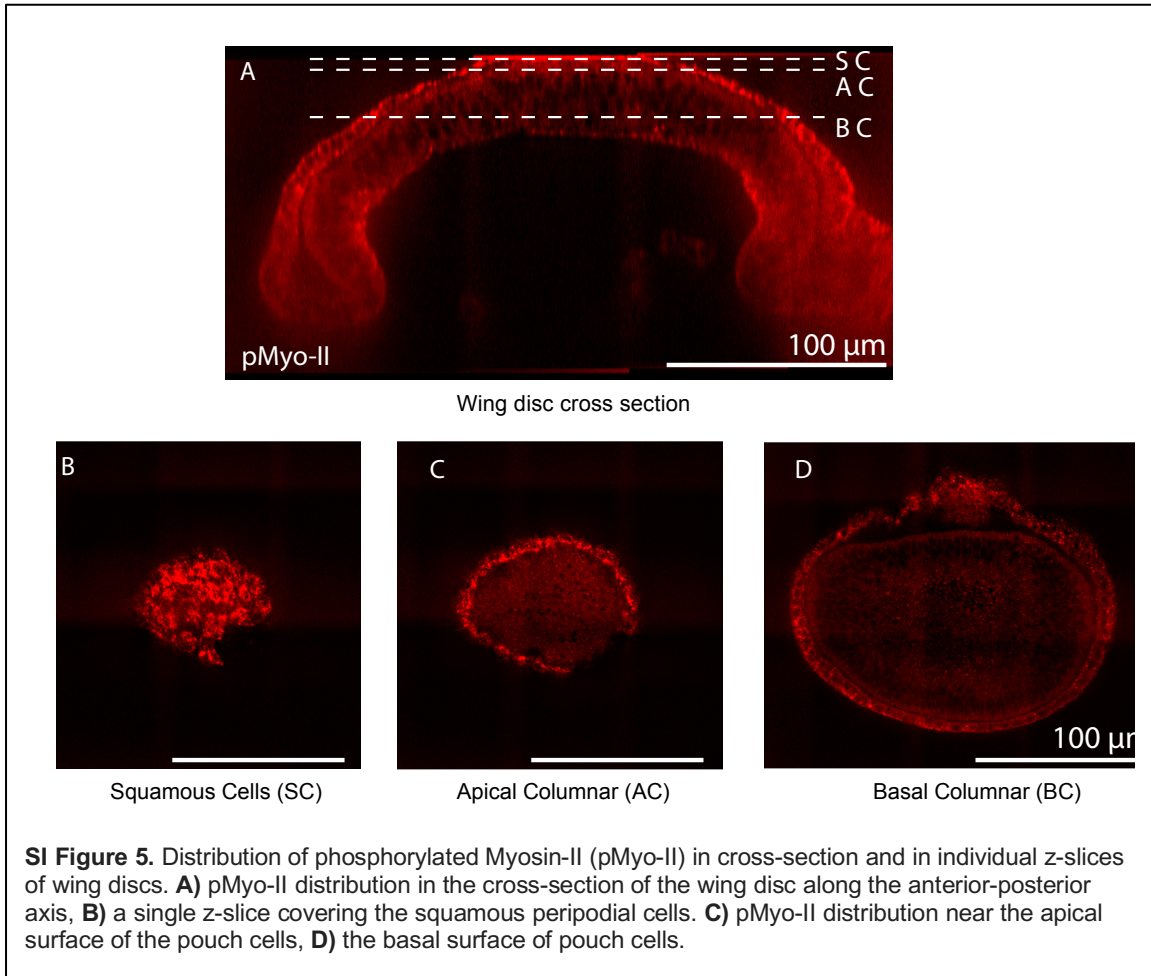 A
S C
A C
B C
pMyo-II
100 μm
Wing disc cross section
B
C
D
100 μm
Squamous Cells (SC)
Apical Columnar (AC)
Basal Columnar (BC)
SI Figure 5. Distribution of phosphorylated Myosin-II (pMyo-II) in cross-section and in individual z-slices
of wing discs. A) pMyo-II distribution in the cross-section of the wing disc along the anterior-posterior
axis, B) a single z-slice covering the squamous peripodial cells. C) pMyo-II distribution near the apical
surface of the pouch cells, D) the basal surface of pouch cells.